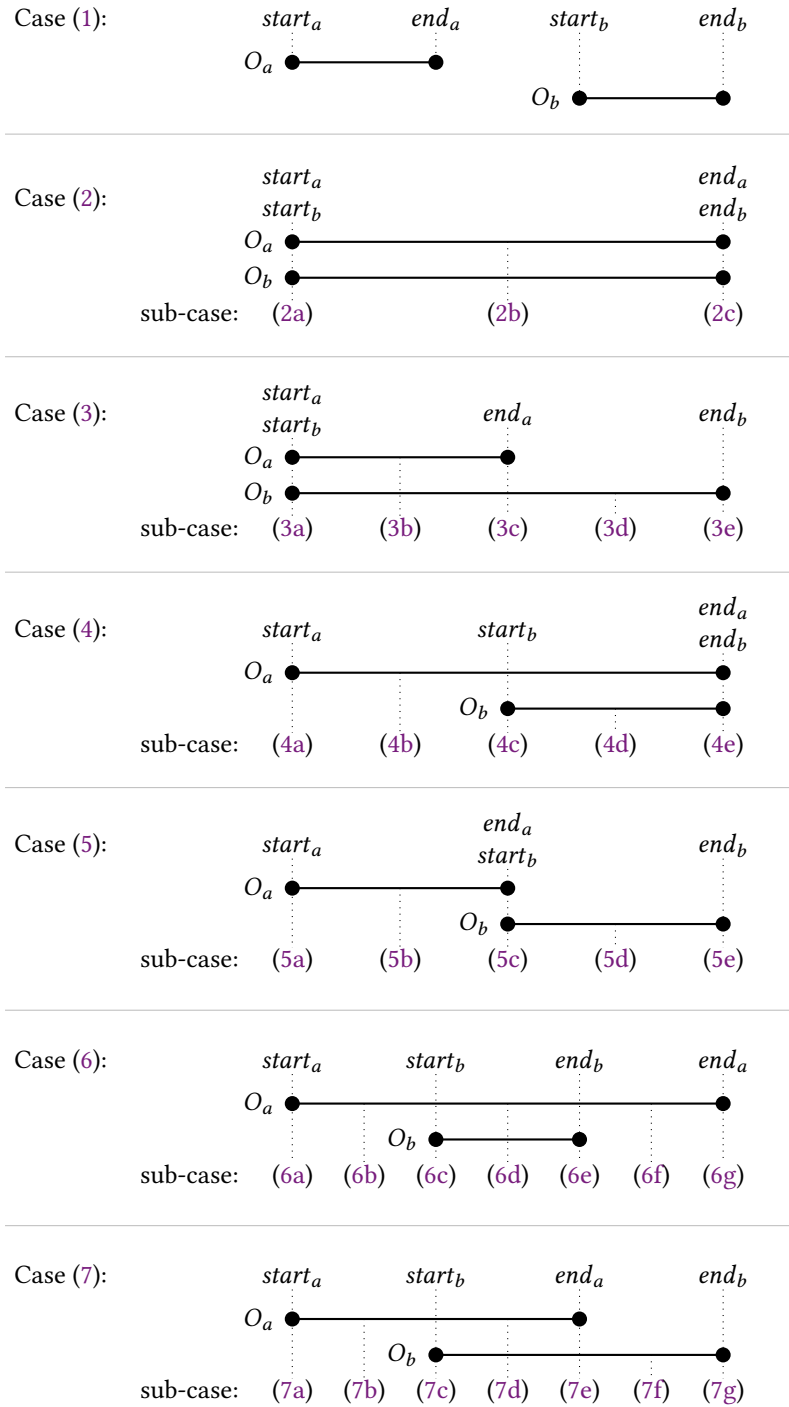 Case (1): start_a end_a start_b end_b
O_a
O_b
start_a end_a
Case (2):
start_b end_b
O_a
O_b
sub-case: (2a) (2b) (2c)
start_a
Case (3): end_a end_b
start_b
O_a
O_b
sub-case: (3a) (3b) (3c) (3d) (3e)
end_a
Case (4): start_a start_b
end_b
O_a
O_b
sub-case: (4a) (4b) (4c) (4d) (4e)
end_a
Case (5): start_a end_b
start_b
O_a
O_b
sub-case: (5a) (5b) (5c) (5d) (5e)
Case (6): start_a start_b end_b end_a
O_a
O_b
sub-case: (6a) (6b) (6c) (6d) (6e) (6f) (6g)
Case (7): start_a start_b end_a end_b
O_a
O_b
sub-case: (7a) (7b) (7c) (7d) (7e) (7f) (7g)